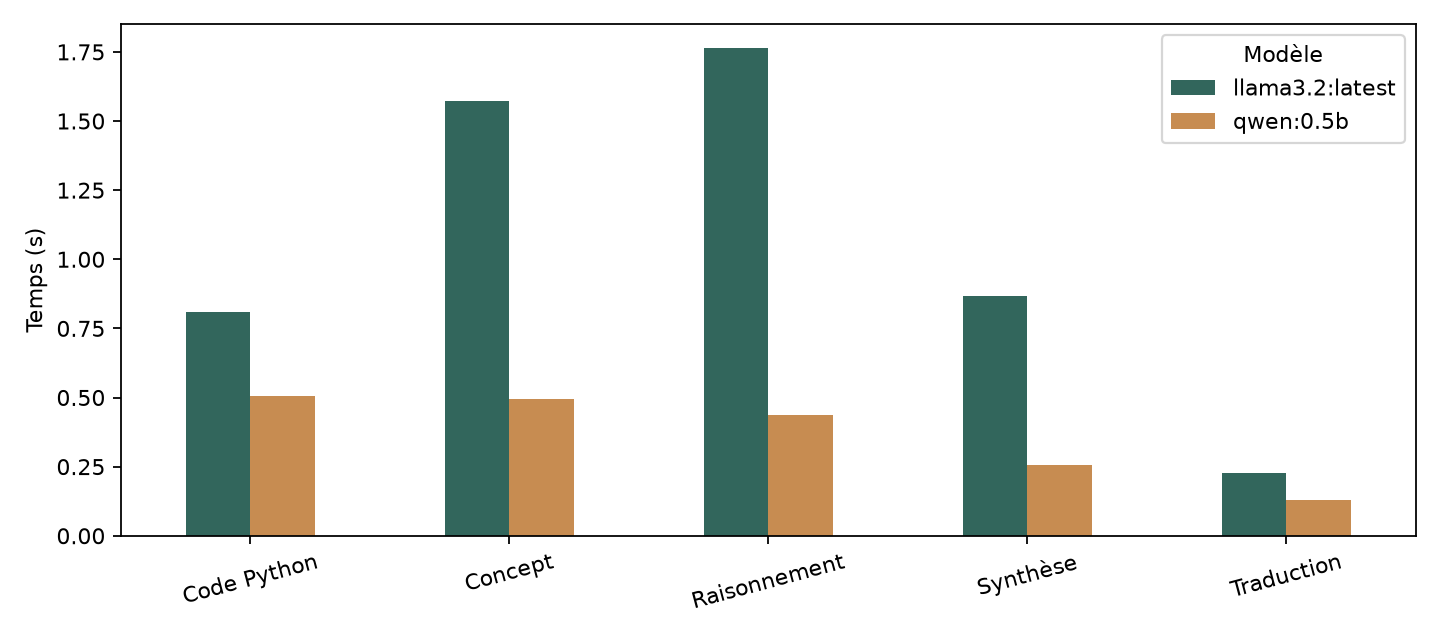 1.75
1.50
1.25
1.00
0.75
0.50
0.25
0.00
Temps (s)
Modèle
llama3.2:latest
qwen:0.5b
Code Python
Concept
Raisonnement
Synthèse
Traduction